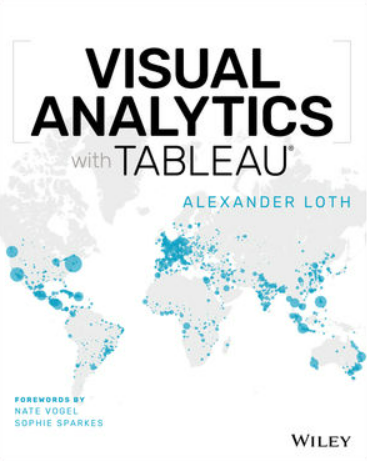 VISUAL
ANALYTICS
with TABLEAU®
ALEXANDER LOTH
FOREWORDS BY
NATE VOGEL
SOPHIE SPARKES
WILEY